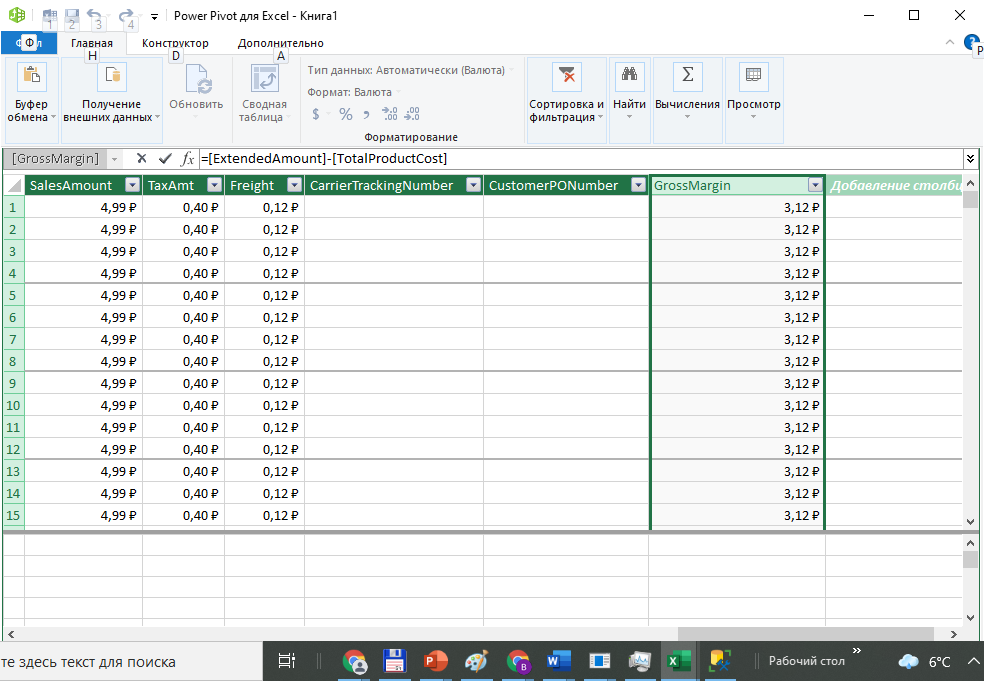 1 2 3 4 Power Pivot для Excel - Книга1
Ф Главная Конструктор Дополнительно
H D A
Буфер обмена
Получение внешних данных
Обновить
Сводная таблица
Тип данных: Автоматически (Валюта)
Формат: Валюта
$ % ,00 ,00
Форматирование
Сортировка и фильтрация
Найти
Вычисления
Просмотр
[GrossMargin] fx =[ExtendedAmount]-[TotalProductCost]
SalesAmount TaxAmt Freight CarrierTrackingNumber CustomerPONumber GrossMargin Добавление столбц
1 4,99 ₽ 0,40 ₽ 0,12 ₽ 3,12 ₽
2 4,99 ₽ 0,40 ₽ 0,12 ₽ 3,12 ₽
3 4,99 ₽ 0,40 ₽ 0,12 ₽ 3,12 ₽
4 4,99 ₽ 0,40 ₽ 0,12 ₽ 3,12 ₽
5 4,99 ₽ 0,40 ₽ 0,12 ₽ 3,12 ₽
6 4,99 ₽ 0,40 ₽ 0,12 ₽ 3,12 ₽
7 4,99 ₽ 0,40 ₽ 0,12 ₽ 3,12 ₽
8 4,99 ₽ 0,40 ₽ 0,12 ₽ 3,12 ₽
9 4,99 ₽ 0,40 ₽ 0,12 ₽ 3,12 ₽
10 4,99 ₽ 0,40 ₽ 0,12 ₽ 3,12 ₽
11 4,99 ₽ 0,40 ₽ 0,12 ₽ 3,12 ₽
12 4,99 ₽ 0,40 ₽ 0,12 ₽ 3,12 ₽
13 4,99 ₽ 0,40 ₽ 0,12 ₽ 3,12 ₽
14 4,99 ₽ 0,40 ₽ 0,12 ₽ 3,12 ₽
15 4,99 ₽ 0,40 ₽ 0,12 ₽ 3,12 ₽
те здесь текст для поиска Рабочий стол 6°C